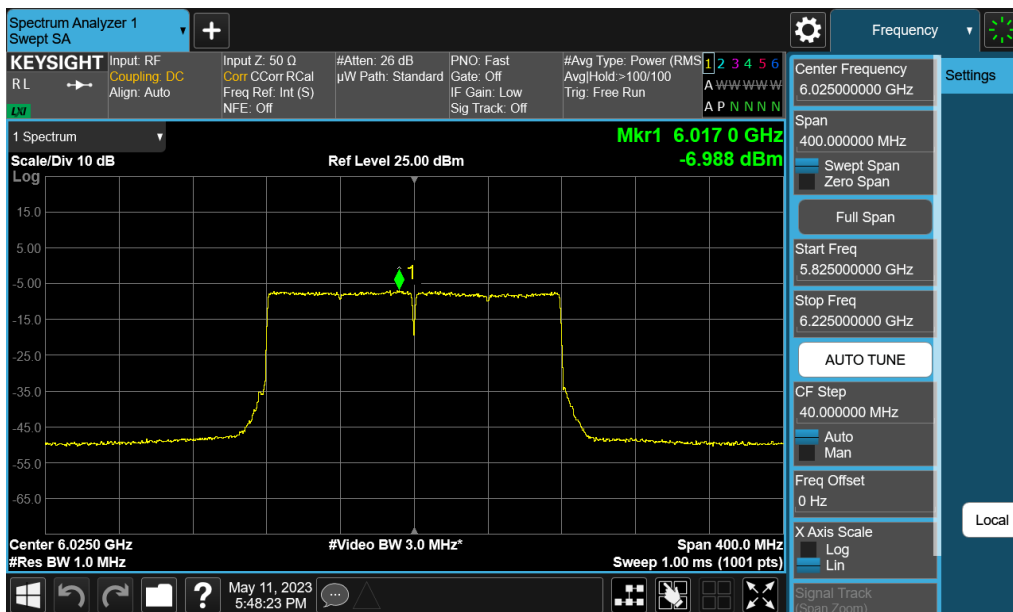 Spectrum Analyzer 1
Swept SA
+
Frequency
KEYSIGHT
RL
LXI
Input: RF
Coupling: DC
Align: Auto
Input Z: 50 Ω
Corr CCorr RCal
Freq Ref: Int (S)
NFE: Off
#Atten: 26 dB
µW Path: Standard
PNO: Fast
Gate: Off
IF Gain: Low
Sig Track: Off
#Avg Type: Power (RMS
Avg|Hold:>100/100
Trig: Free Run
1 2 3 4 5 6
A W W W W W
A P N N N N
1 Spectrum
Scale/Div 10 dB
Log
Ref Level 25.00 dBm
Mkr1 6.017 0 GHz
-6.988 dBm
15.0
5.00
-5.00
-15.0
-25.0
-35.0
-45.0
-55.0
-65.0
1
Center 6.0250 GHz
#Res BW 1.0 MHz
#Video BW 3.0 MHz*
Span 400.0 MHz
Sweep 1.00 ms (1001 pts)
?
May 11, 2023
5:48:23 PM
Center Frequency
6.025000000 GHz
Span
400.000000 MHz
Swept Span
Zero Span
Full Span
Start Freq
5.825000000 GHz
Stop Freq
6.225000000 GHz
AUTO TUNE
CF Step
40.000000 MHz
Auto
Man
Freq Offset
0 Hz
X Axis Scale
Log
Lin
Signal Track
(Span Zoom)
Settings
Local